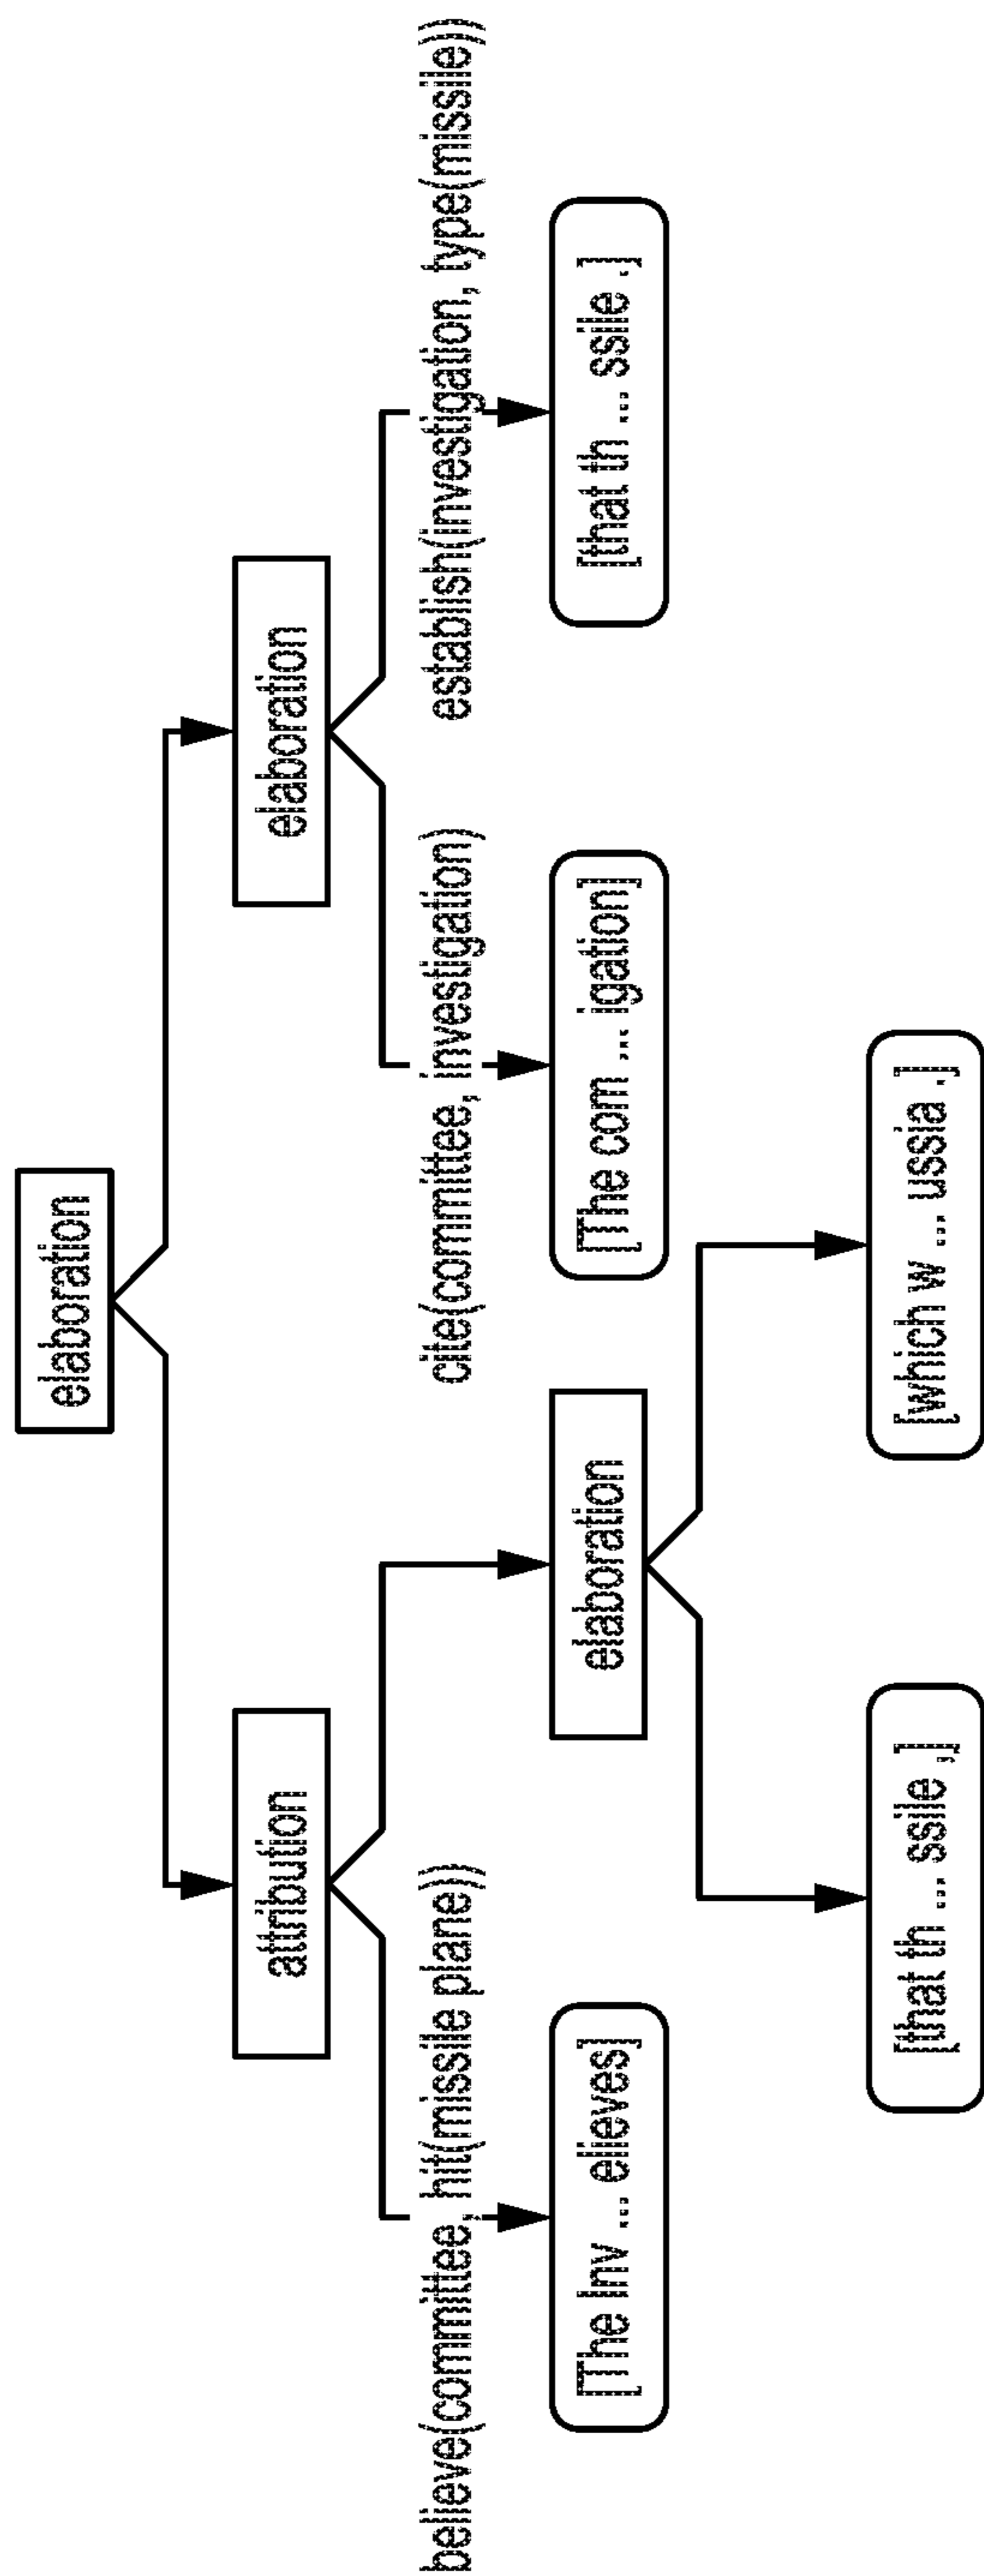 elaboration
attribution
elaboration
believe(committee, hit(missile plane))
cite(committee, investigation)
establish(investigation, type(missile))
[The Inv ... elieves]
elaboration
[The com ... igation]
[that th ... ssile .]
[that th ... ssile ,]
[which w ... ussia .]